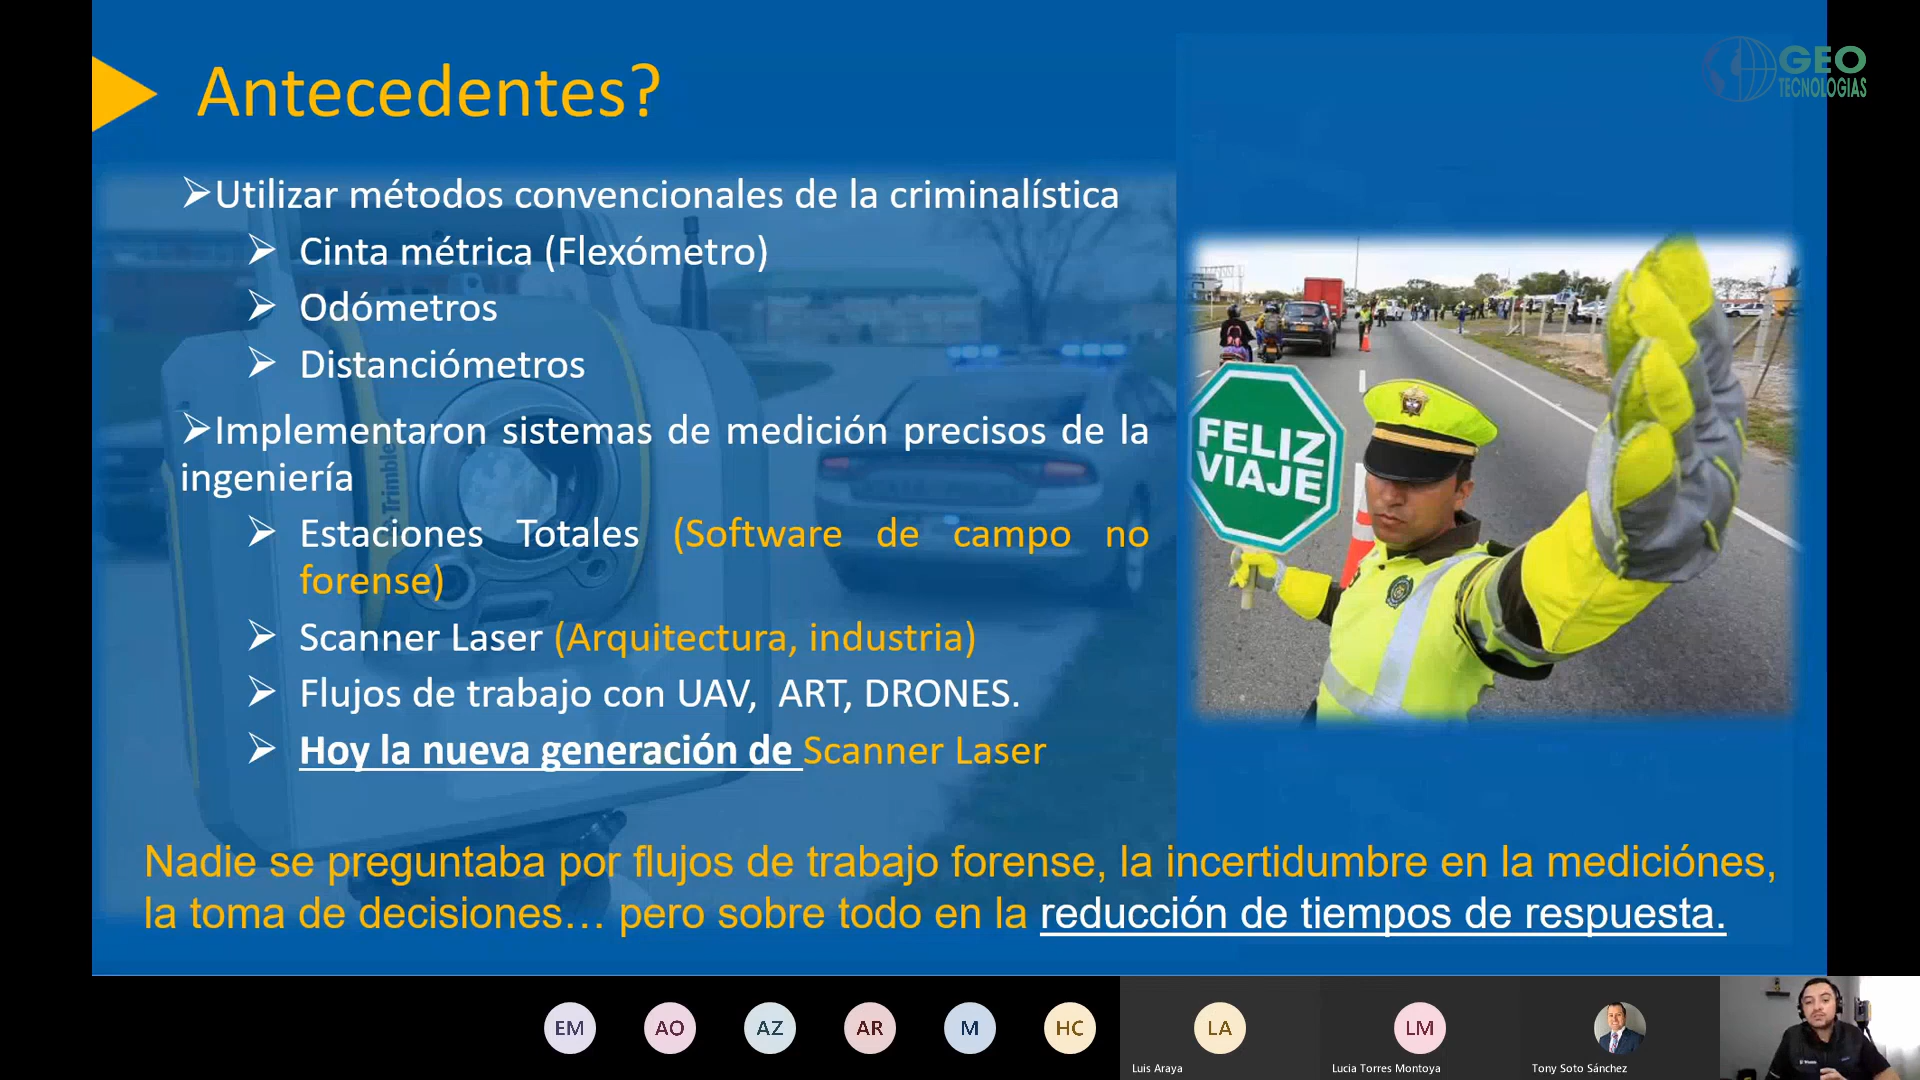 Antecedentes?
GEO
TECNOLOGIAS
➢Utilizar métodos convencionales de la criminalística
➢ Cinta métrica (Flexómetro)
➢ Odómetros
➢ Distanciómetros
➢Implementaron sistemas de medición precisos de la
ingeniería
➢ Estaciones Totales (Software de campo no
forense)
➢ Scanner Laser (Arquitectura, industria)
➢ Flujos de trabajo con UAV, ART, DRONES.
➢ Hoy la nueva generación de Scanner Laser
Trimble
FELIZ
VIAJE
Nadie se preguntaba por flujos de trabajo forense, la incertidumbre en la mediciónes,
la toma de decisiones… pero sobre todo en la reducción de tiempos de respuesta.
EM
AO
AZ
AR
M
HC
LA
LM
Luis Araya
Lucia Torres Montoya
Tony Soto Sánchez